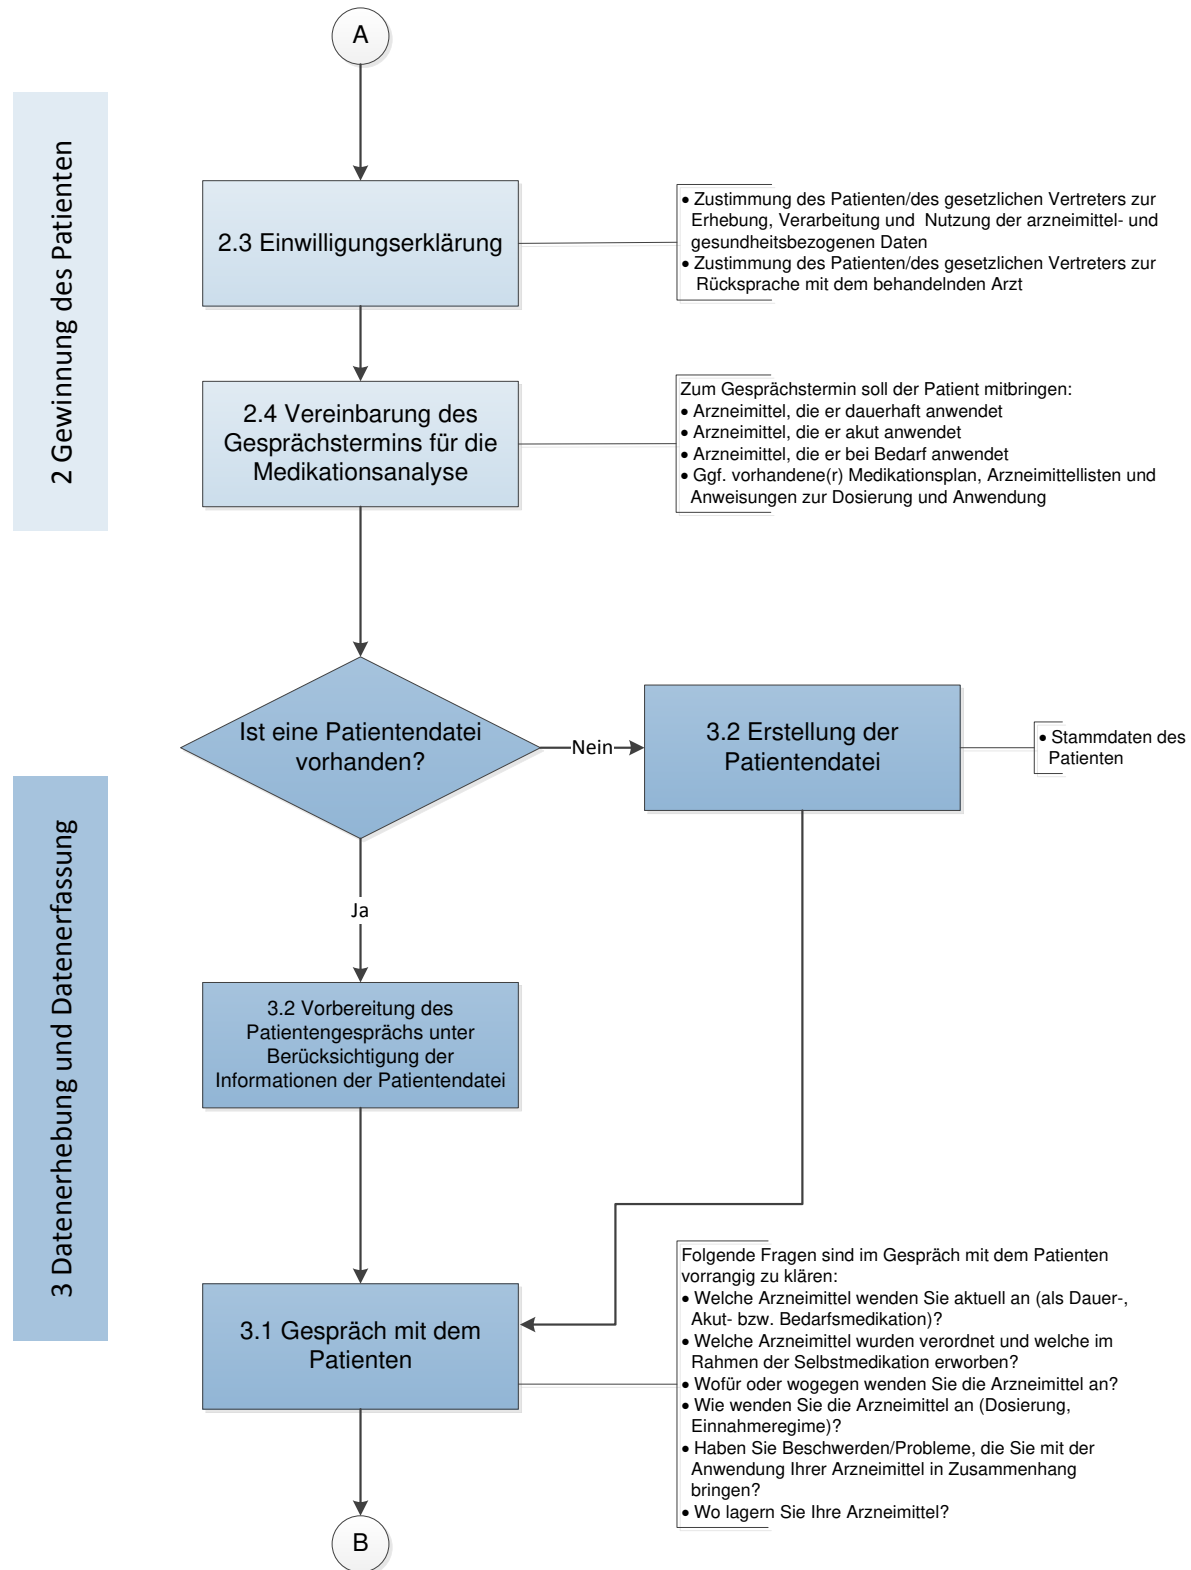 A
2 Gewinnung des Patienten
2.3 Einwilligungserklärung
• Zustimmung des Patienten/des gesetzlichen Vertreters zur
Erhebung, Verarbeitung und Nutzung der arzneimittel- und
gesundheitsbezogenen Daten
• Zustimmung des Patienten/des gesetzlichen Vertreters zur
Rücksprache mit dem behandelnden Arzt
2.4 Vereinbarung des
Gesprächstermins für die
Medikationsanalyse
Zum Gesprächstermin soll der Patient mitbringen:
• Arzneimittel, die er dauerhaft anwendet
• Arzneimittel, die er akut anwendet
• Arzneimittel, die er bei Bedarf anwendet
• Ggf. vorhandene(r) Medikationsplan, Arzneimittellisten und
Anweisungen zur Dosierung und Anwendung
3 Datenerhebung und Datenerfassung
Ist eine Patientendatei
vorhanden?
Nein
3.2 Erstellung der
Patientendatei
• Stammdaten des
Patienten
Ja
3.2 Vorbereitung des
Patientengesprächs unter
Berücksichtigung der
Informationen der Patientendatei
3.1 Gespräch mit dem
Patienten
Folgende Fragen sind im Gespräch mit dem Patienten
vorrangig zu klären:
• Welche Arzneimittel wenden Sie aktuell an (als Dauer-,
Akut- bzw. Bedarfsmedikation)?
• Welche Arzneimittel wurden verordnet und welche im
Rahmen der Selbstmedikation erworben?
• Wofür oder wogegen wenden Sie die Arzneimittel an?
• Wie wenden Sie die Arzneimittel an (Dosierung,
Einnahmeregime)?
• Haben Sie Beschwerden/Probleme, die Sie mit der
Anwendung Ihrer Arzneimittel in Zusammenhang
bringen?
• Wo lagern Sie Ihre Arzneimittel?
B